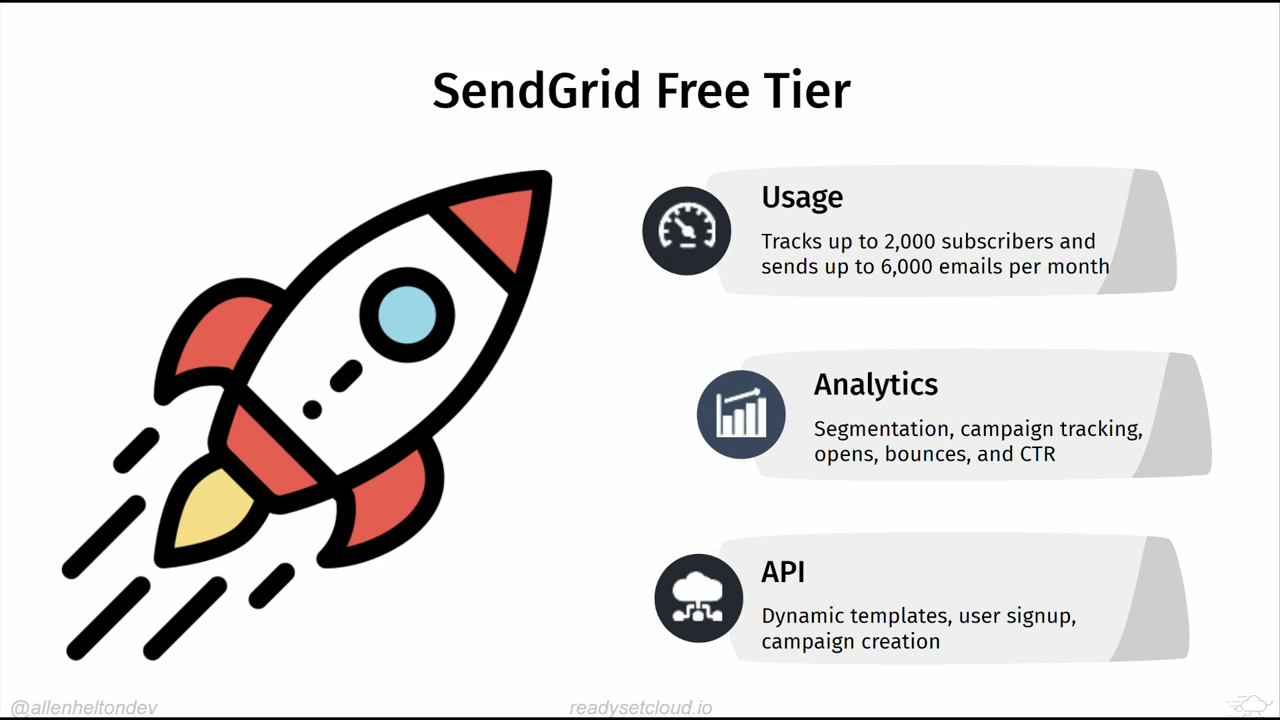 SendGrid Free Tier
Usage
Tracks up to 2,000 subscribers and
sends up to 6,000 emails per month
Analytics
Segmentation, campaign tracking,
opens, bounces, and CTR
API
Dynamic templates, user signup,
campaign creation
@allenheltondev
readysetcloud.io